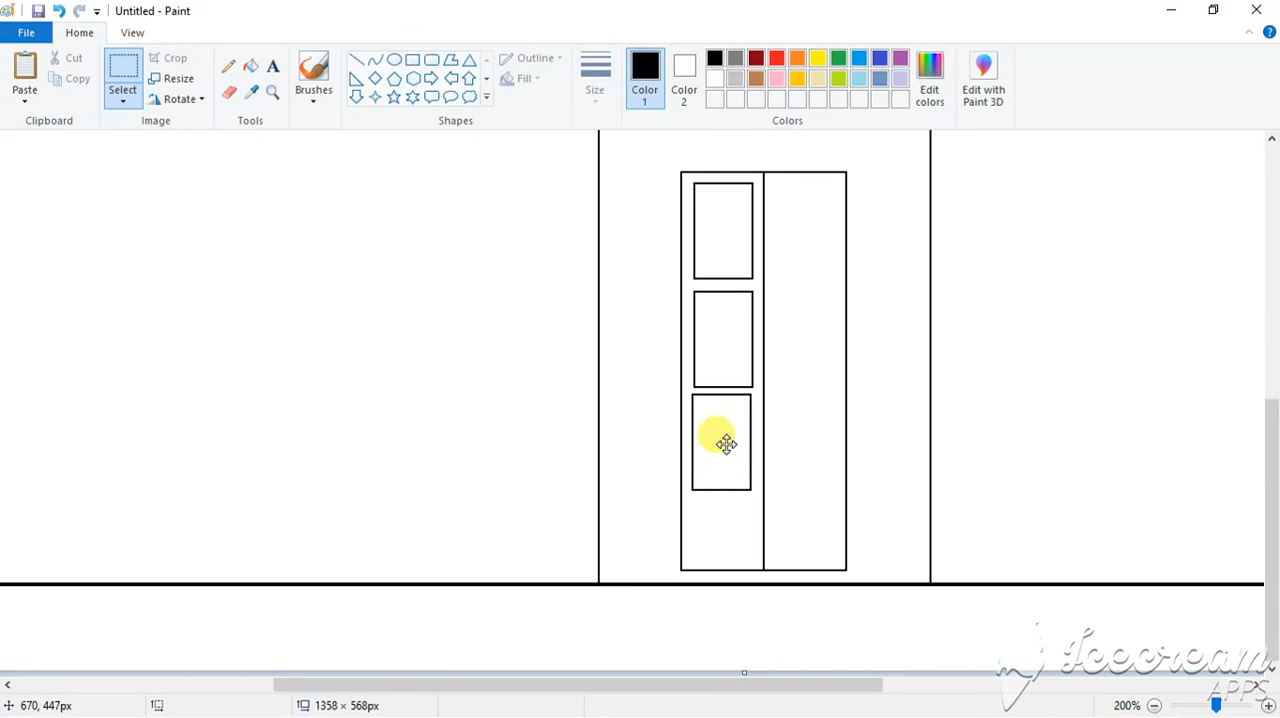 Untitled - Paint
File
Home
View
Paste
Cut
Copy
Clipboard
Select
Crop
Resize
Rotate
Image
Tools
Brushes
Outline
Fill
Shapes
Size
Color 1
Color 2
Edit colors
Colors
Edit with Paint 3D
Icecream
APPS
670, 447px
1358 × 568px
200%